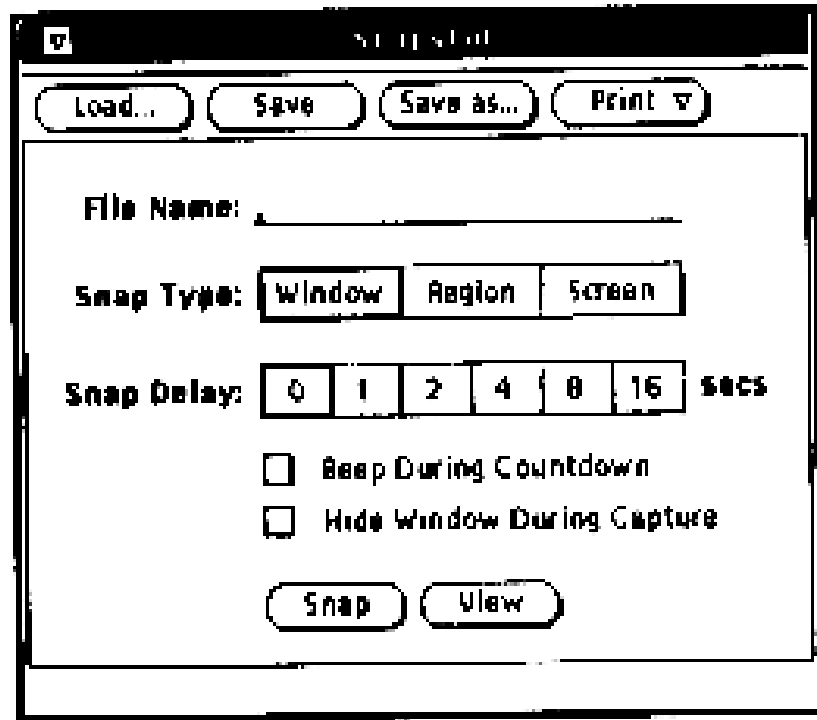 Load... Save Save as... Print
File Name:
Snap Type: Window Region Screen
Snap Delay: 0 1 2 4 8 16 secs
Beep During Countdown
Hide Window During Capture
Snap View